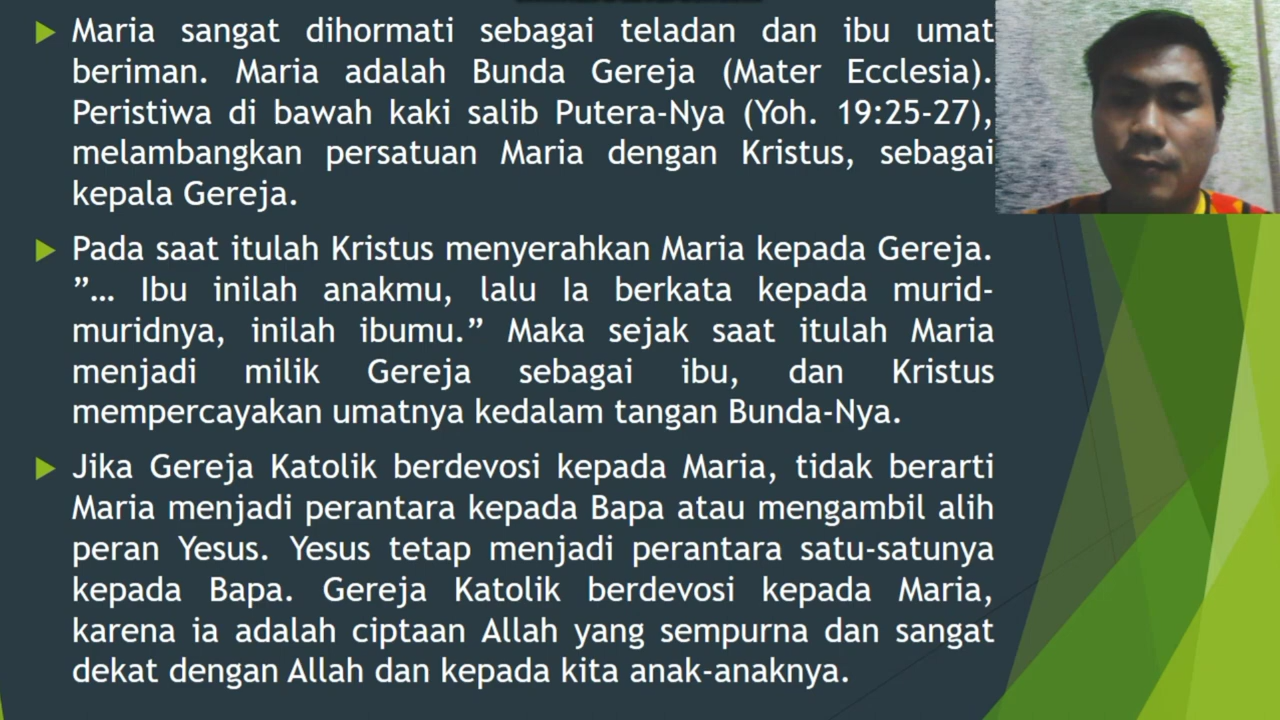 Maria sangat dihormati sebagai teladan dan ibu umat
beriman. Maria adalah Bunda Gereja (Mater Ecclesia).
Peristiwa di bawah kaki salib Putera-Nya (Yoh. 19:25-27),
melambangkan persatuan Maria dengan Kristus, sebagai
kepala Gereja.
Pada saat itulah Kristus menyerahkan Maria kepada Gereja.
”… Ibu inilah anakmu, lalu Ia berkata kepada murid-
muridnya, inilah ibumu.” Maka sejak saat itulah Maria
menjadi milik Gereja sebagai ibu, dan Kristus
mempercayakan umatnya kedalam tangan Bunda-Nya.
Jika Gereja Katolik berdevosi kepada Maria, tidak berarti
Maria menjadi perantara kepada Bapa atau mengambil alih
peran Yesus. Yesus tetap menjadi perantara satu-satunya
kepada Bapa. Gereja Katolik berdevosi kepada Maria,
karena ia adalah ciptaan Allah yang sempurna dan sangat
dekat dengan Allah dan kepada kita anak-anaknya.